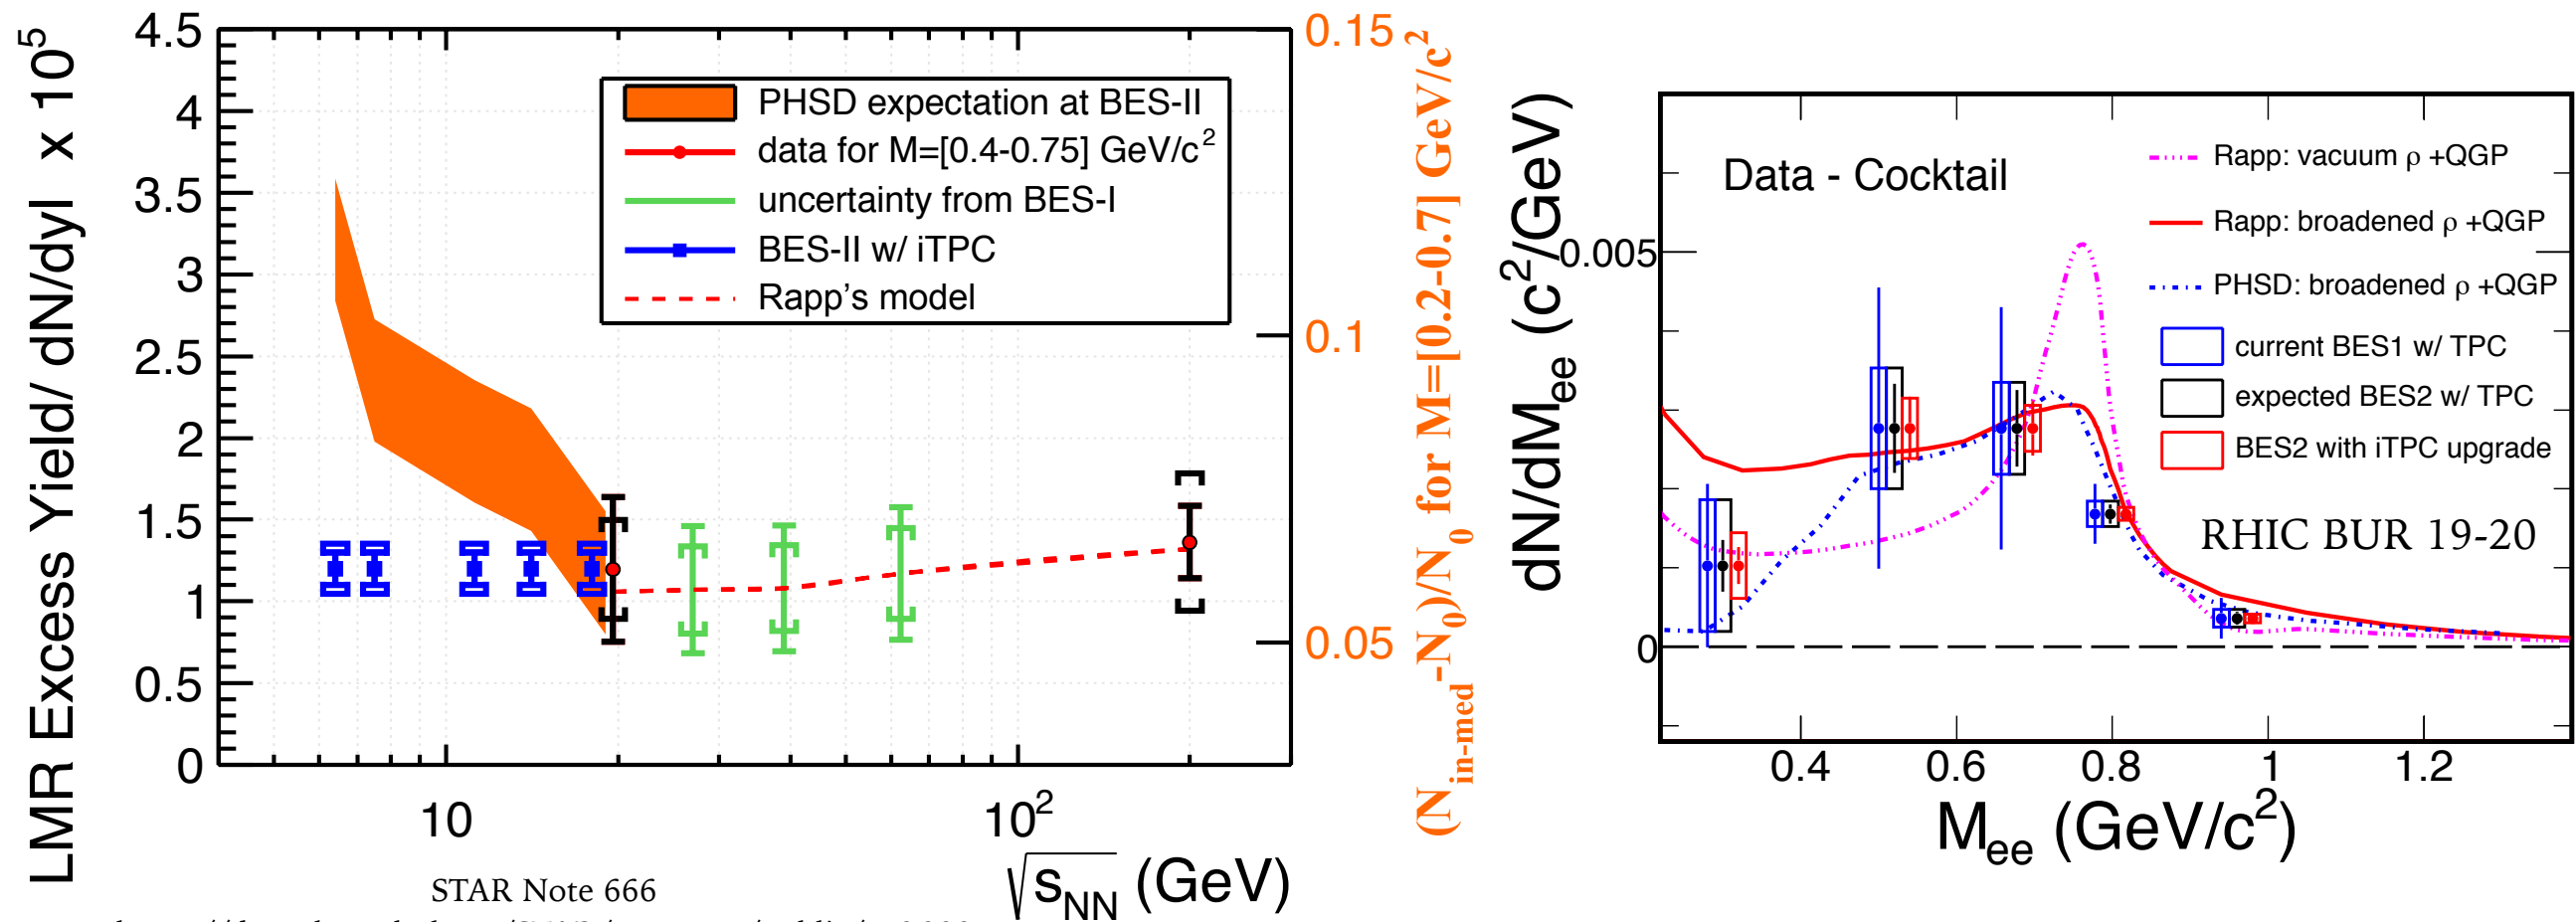 LMR Excess Yield/ dN/dyl x 10^5
4.5
4
3.5
3
2.5
2
1.5
1
0.5
0
PHSD expectation at BES-II
data for M=[0.4-0.75] GeV/c^2
uncertainty from BES-I
BES-II w/ iTPC
Rapp's model
0.15
0.1
0.05
(N_in-med-N_0)/N_0 for M=[0.2-0.7] GeV/c^2
10
10^2
√s_NN (GeV)
STAR Note 666
dN/dM_ee (c^2/GeV)
0.005
0
Data - Cocktail
Rapp: vacuum ρ +QGP
Rapp: broadened ρ +QGP
PHSD: broadened ρ +QGP
current BES1 w/ TPC
expected BES2 w/ TPC
BES2 with iTPC upgrade
RHIC BUR 19-20
0.4 0.6 0.8 1 1.2
M_ee (GeV/c^2)